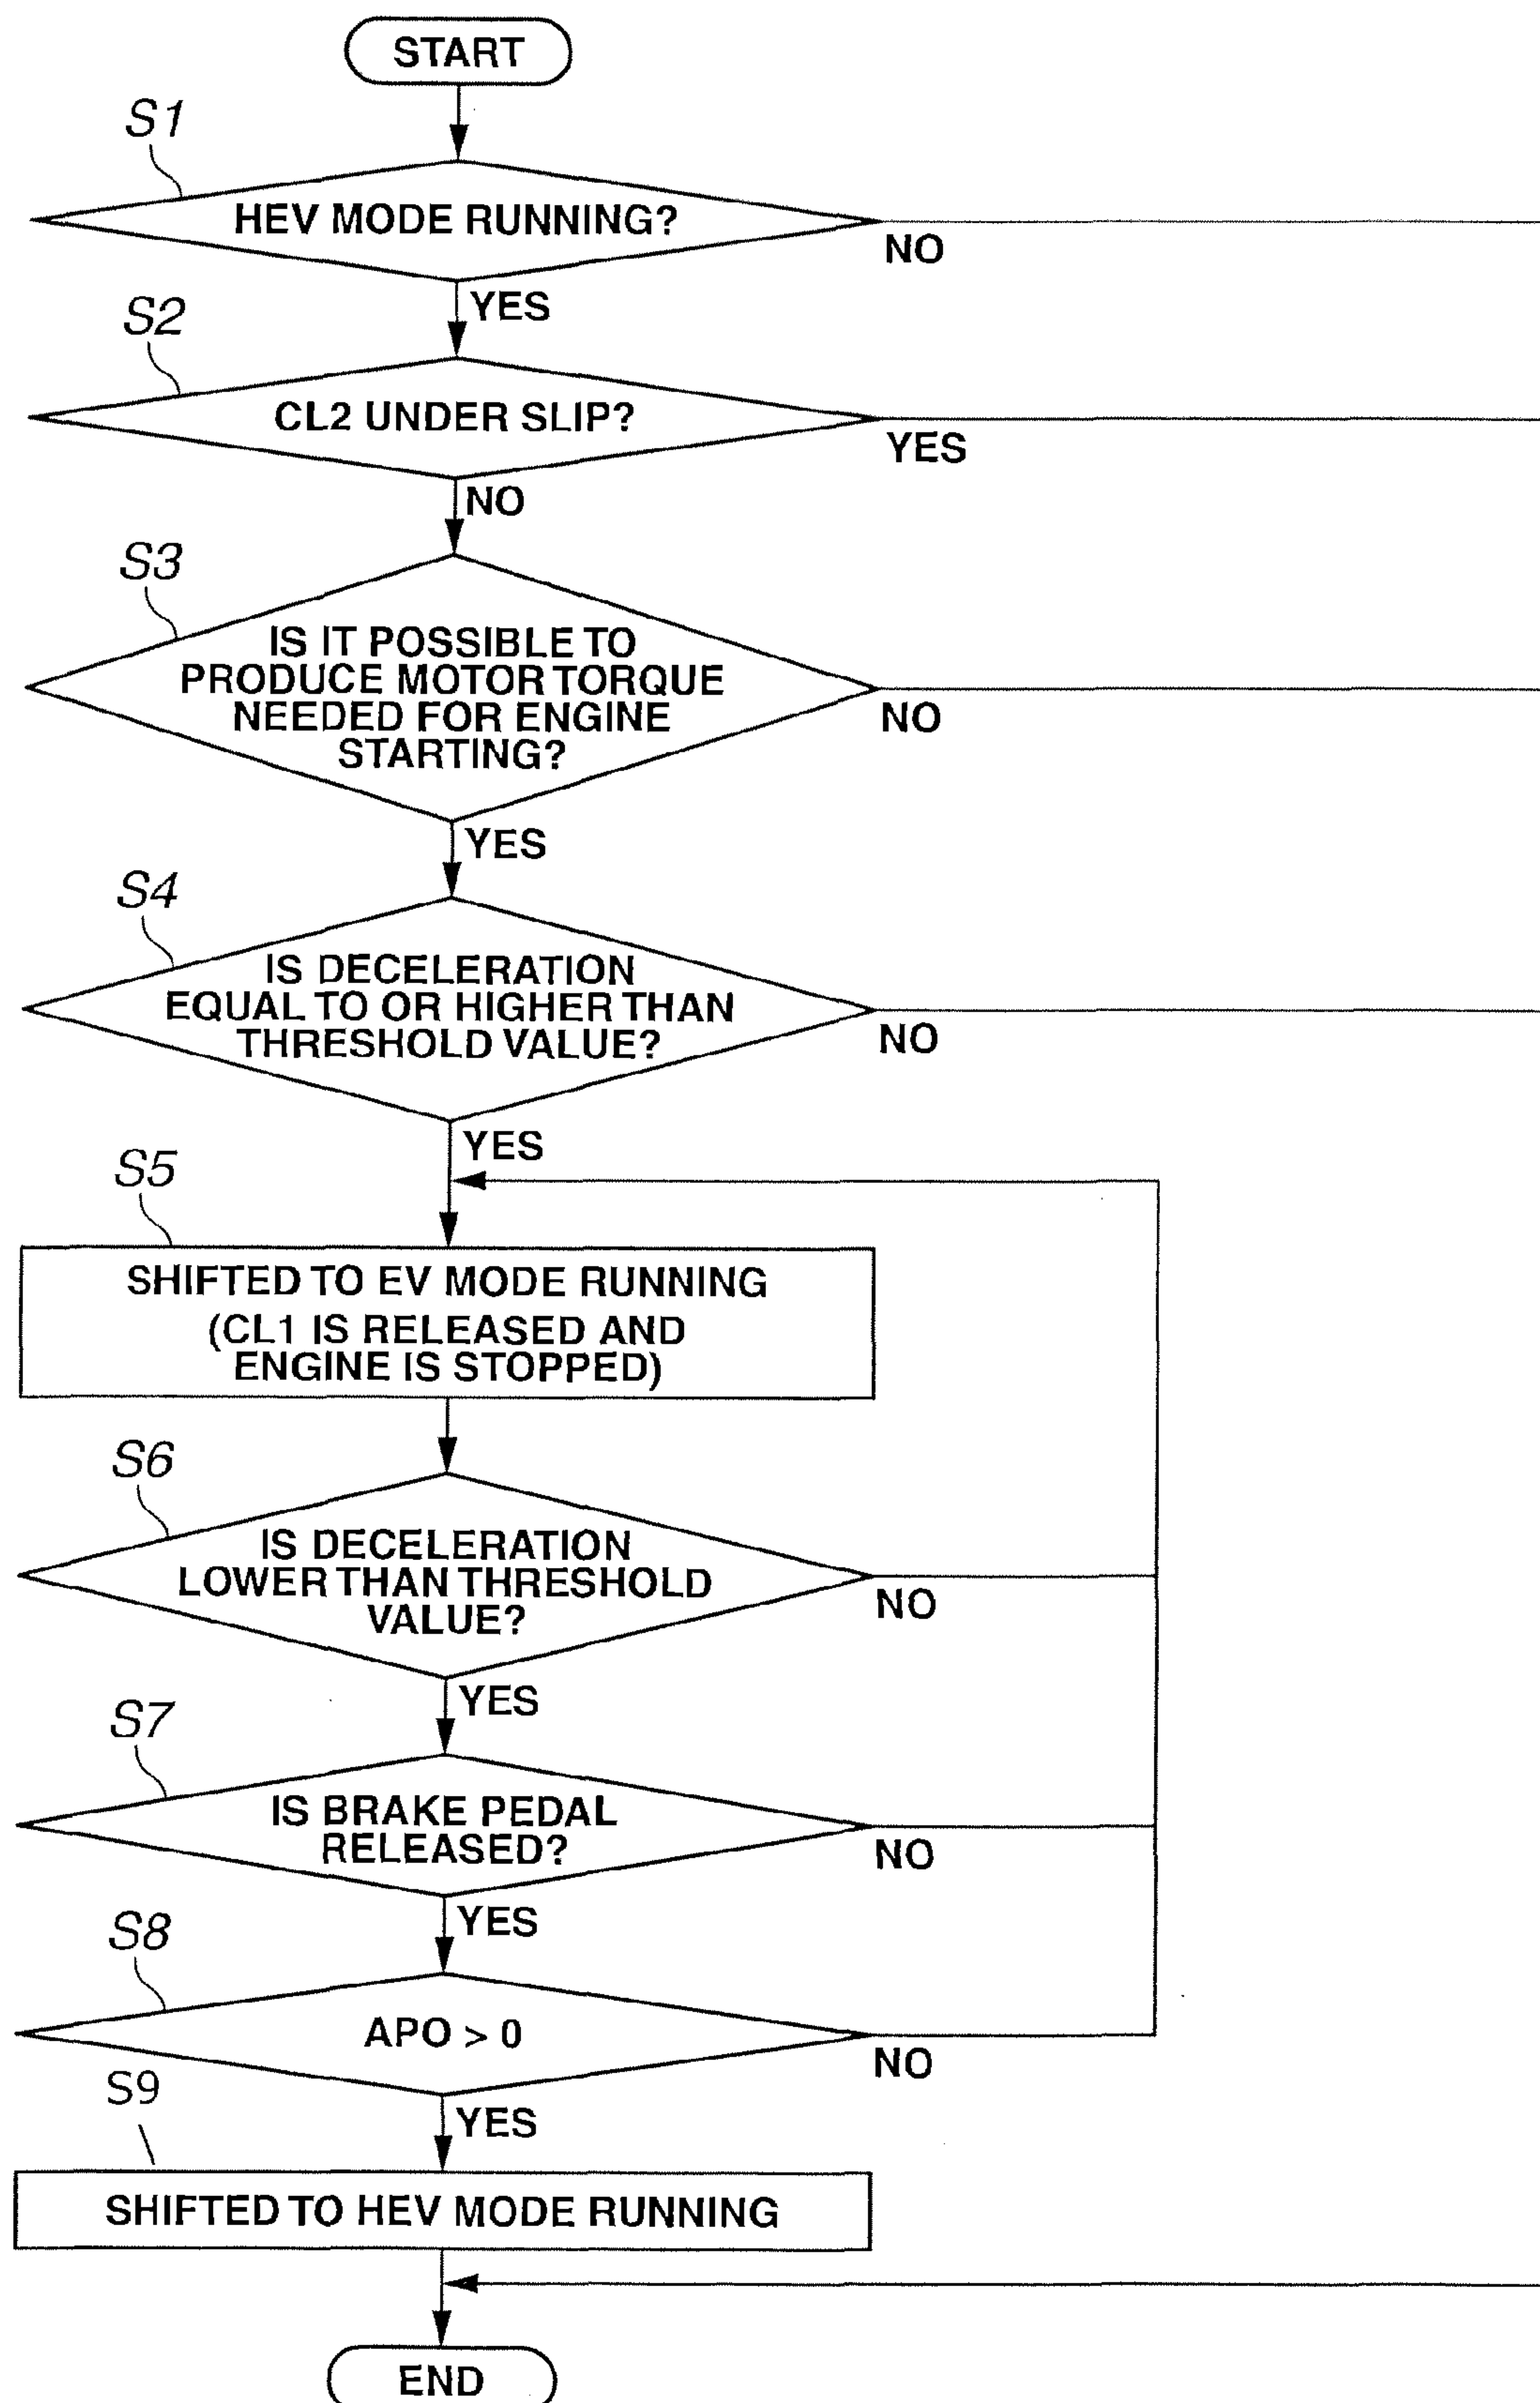 START
S1
HEV MODE RUNNING?
NO
YES
S2
CL2 UNDER SLIP?
YES
NO
S3
IS IT POSSIBLE TO
PRODUCE MOTOR TORQUE
NEEDED FOR ENGINE
STARTING?
NO
YES
S4
IS DECELERATION
EQUAL TO OR HIGHER THAN
THRESHOLD VALUE?
NO
YES
S5
SHIFTED TO EV MODE RUNNING
(CL1 IS RELEASED AND
ENGINE IS STOPPED)
S6
IS DECELERATION
LOWER THAN THRESHOLD
VALUE?
NO
YES
S7
IS BRAKE PEDAL
RELEASED?
NO
YES
S8
APO > 0
NO
S9
YES
SHIFTED TO HEV MODE RUNNING
END